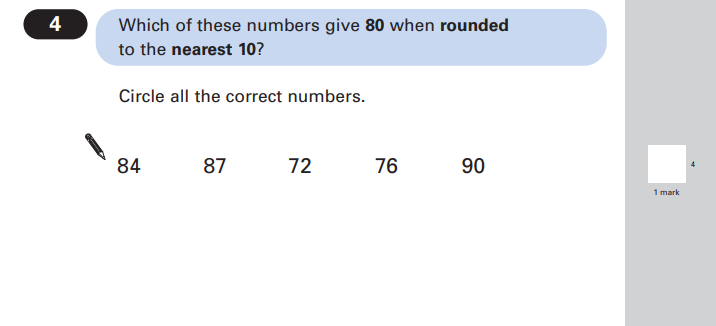 4
Which of these numbers give 80 when rounded
to the nearest 10?
Circle all the correct numbers.
84 87 72 76 90
4
1 mark